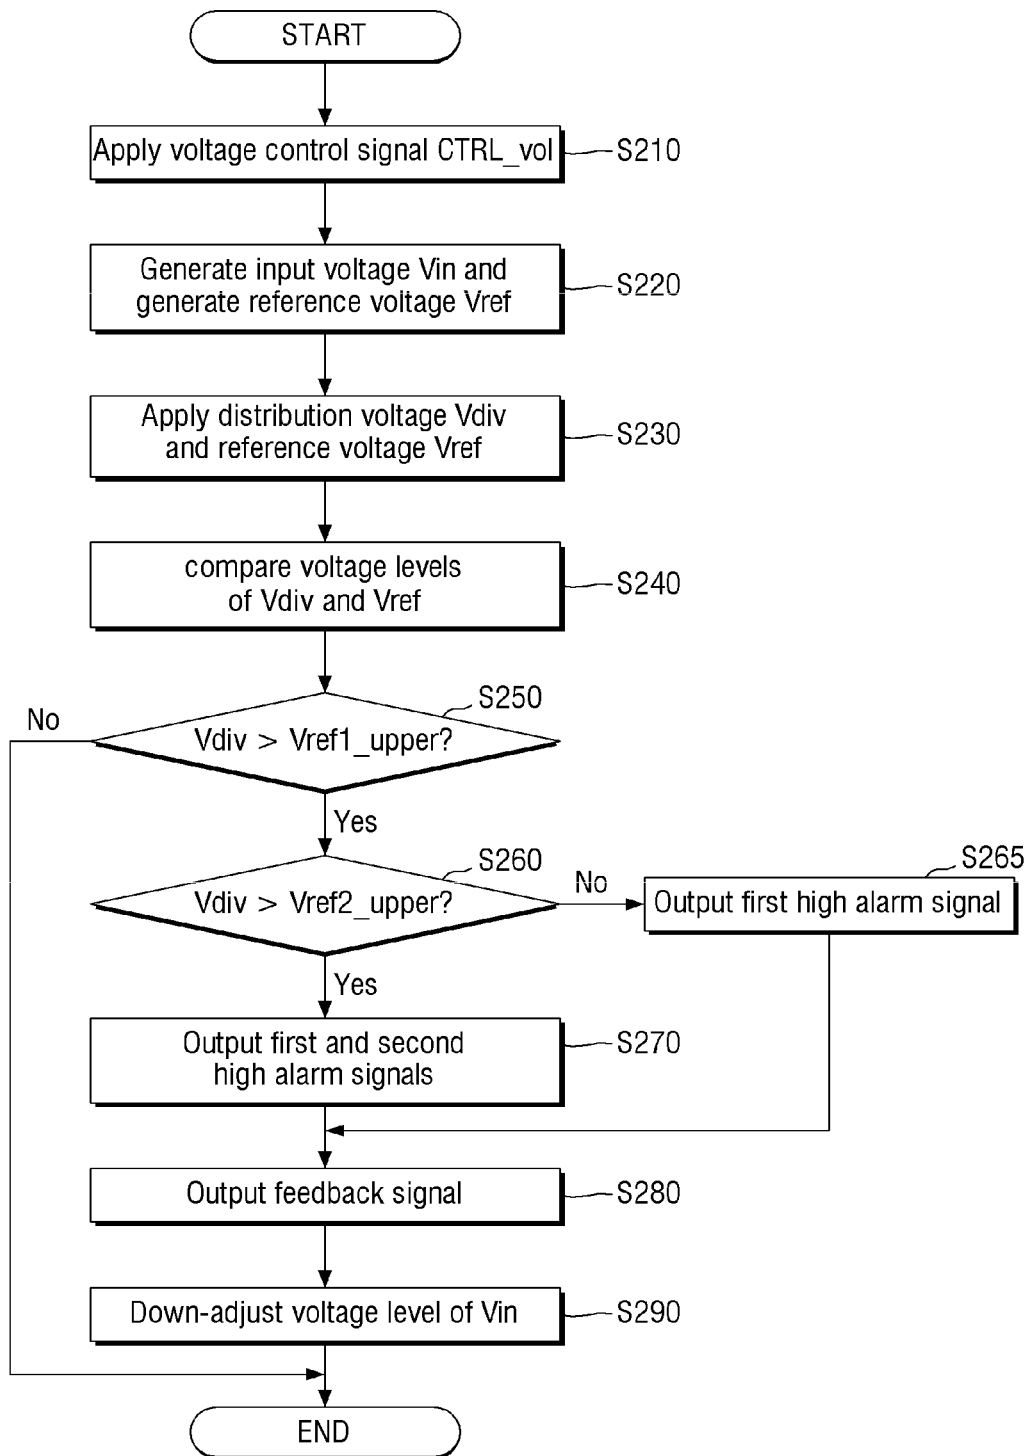 START
Apply voltage control signal CTRL_vol
S210
Generate input voltage Vin and
generate reference voltage Vref
S220
Apply distribution voltage Vdiv
and reference voltage Vref
S230
compare voltage levels
of Vdiv and Vref
S240
S250
No
Vdiv > Vref1_upper?
Yes
S260
S265
Vdiv > Vref2_upper?
No
Output first high alarm signal
Yes
Output first and second
high alarm signals
S270
Output feedback signal
S280
Down-adjust voltage level of Vin
S290
END